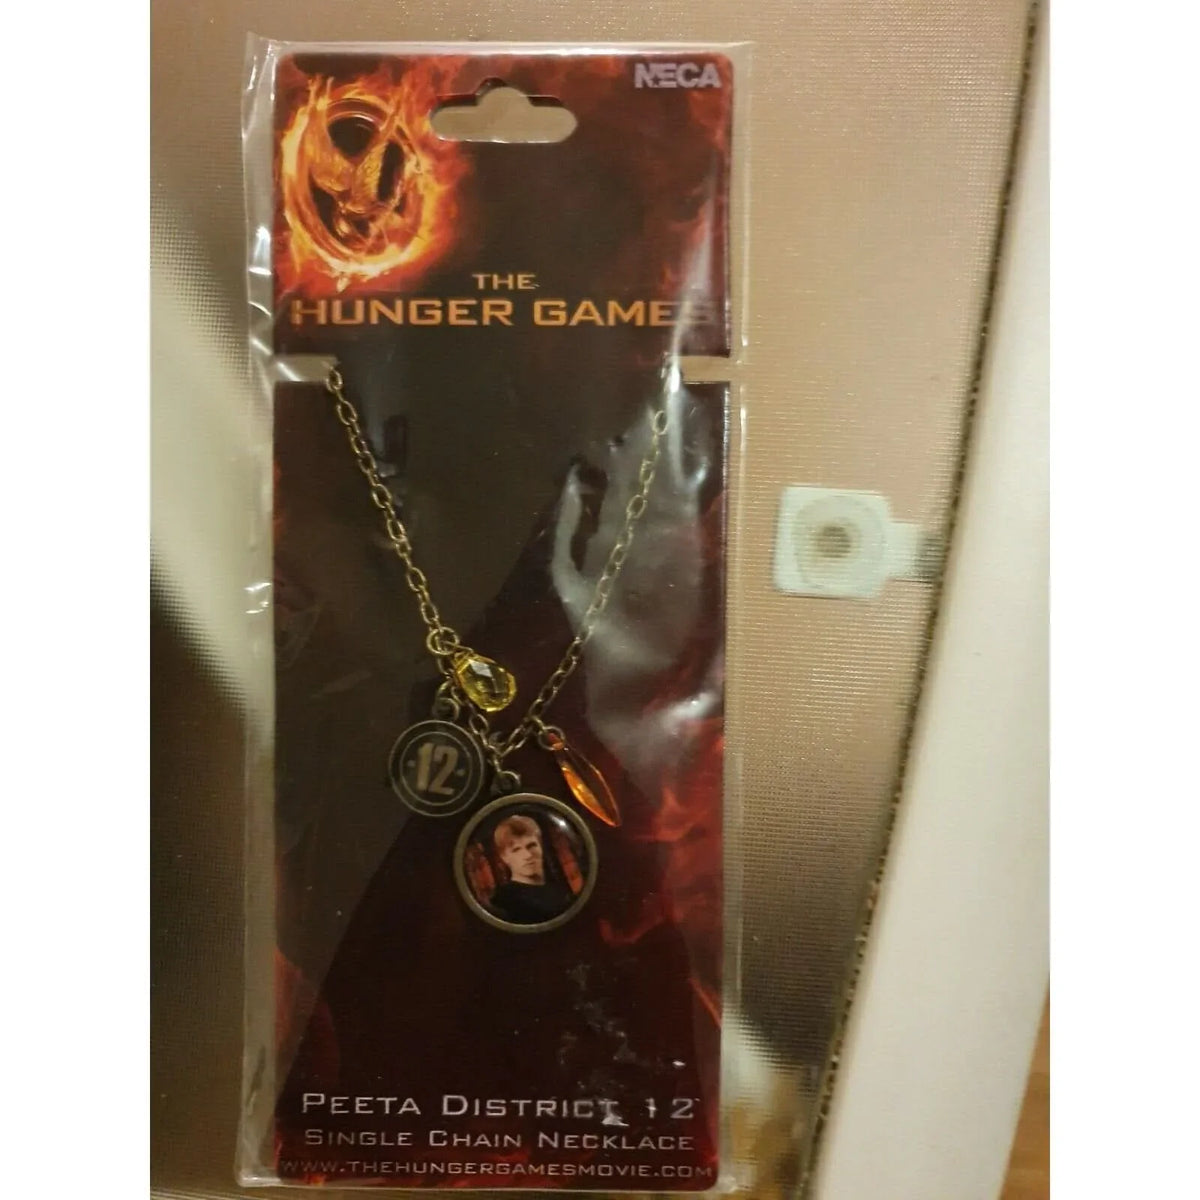 NECA
THE
HUNGER GAMES
12
PEETA DISTRICT 12
SINGLE CHAIN NECKLACE
WWW.THEHUNGERGAMESMOVIE.COM